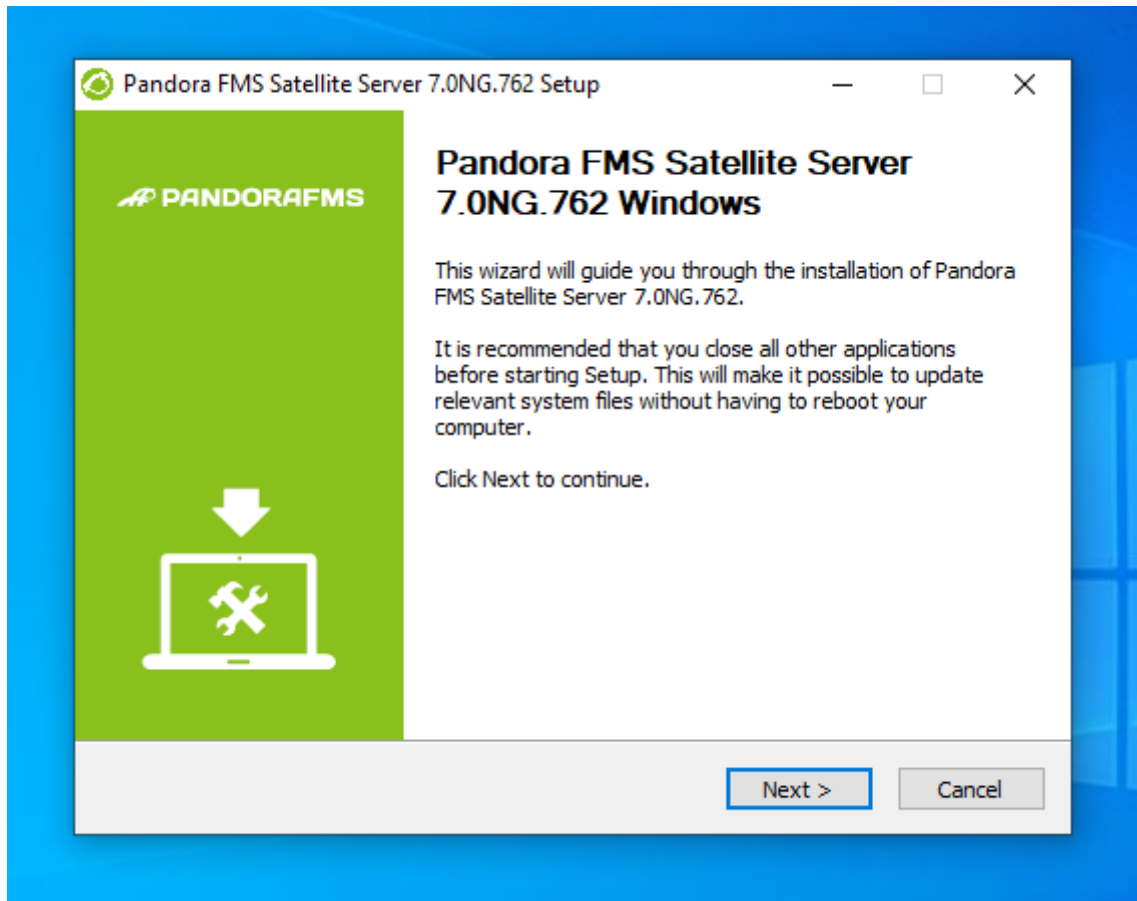 Pandora FMS Satellite Server 7.0NG.762 Setup
PANDORAFMS
Pandora FMS Satellite Server
7.0NG.762 Windows
This wizard will guide you through the installation of Pandora
FMS Satellite Server 7.0NG.762.
It is recommended that you close all other applications
before starting Setup. This will make it possible to update
relevant system files without having to reboot your
computer.
Click Next to continue.
Next >
Cancel